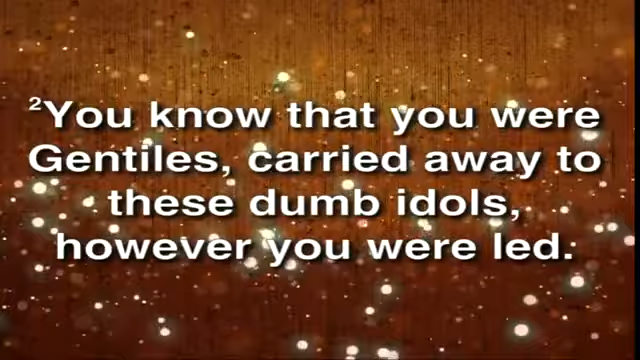 ²You know that you were
Gentiles, carried away to
these dumb idols,
however you were led.